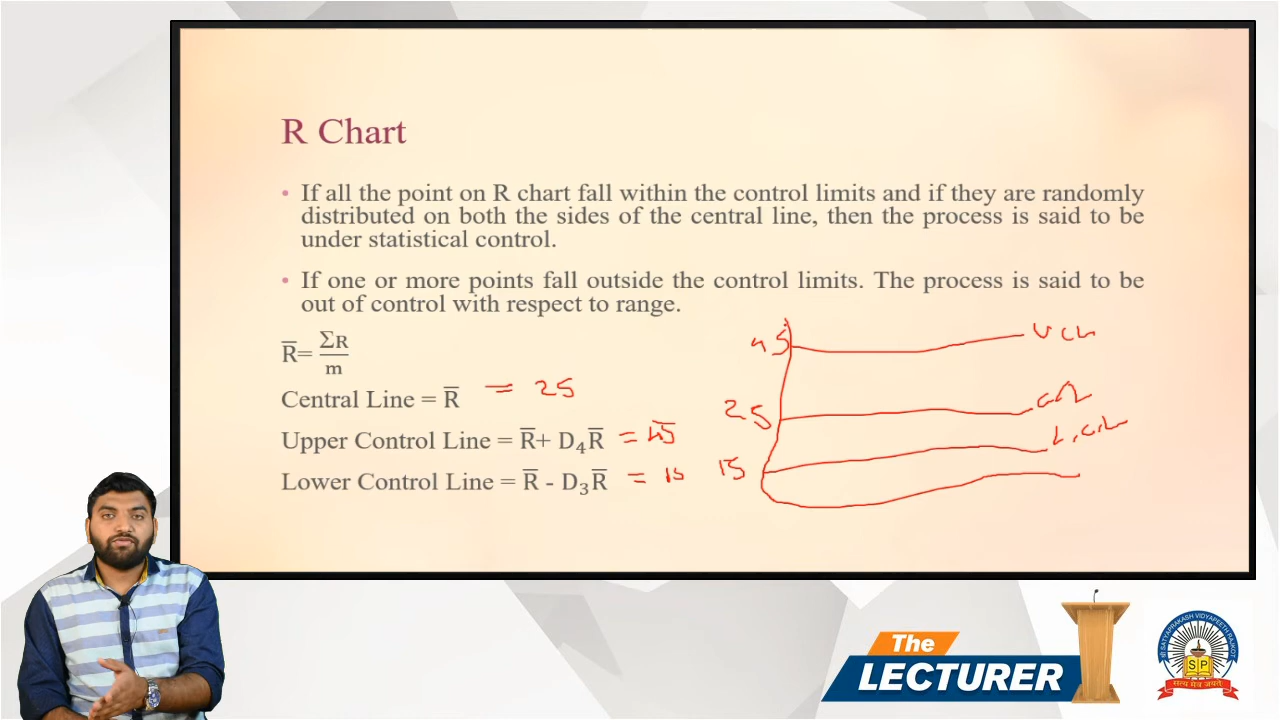 R Chart
• If all the point on R chart fall within the control limits and if they are randomly
distributed on both the sides of the central line, then the process is said to be
under statistical control.
• If one or more points fall outside the control limits. The process is said to be
out of control with respect to range.
R̅= ΣR/m
Central Line = R̅ = 25
Upper Control Line = R̅+ D₄R̅ = 45
Lower Control Line = R̅ - D₃R̅ = 15
45 UCL
25 CL
15 L.C.L
The
LECTURER
SP
सत्यं वद जयते